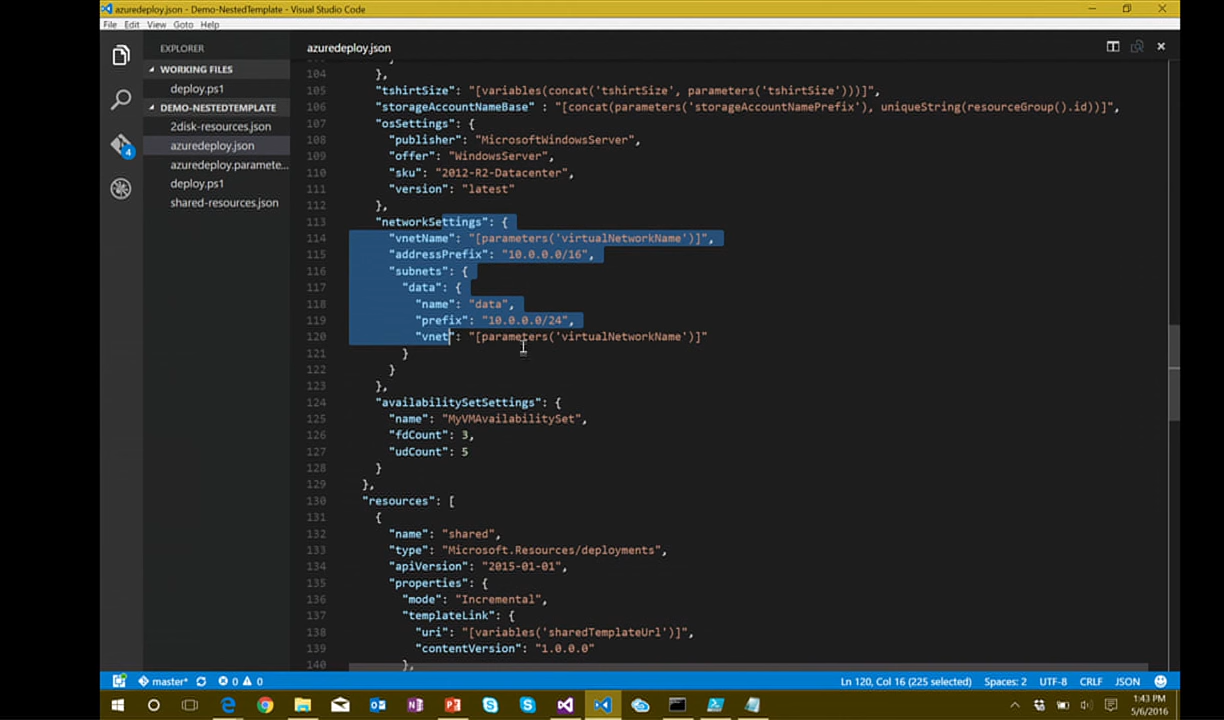 azuredeploy.json - Demo-NestedTemplate - Visual Studio Code
File Edit View Goto Help
EXPLORER
WORKING FILES
deploy.ps1
DEMO-NESTEDTEMPLATE
2disk-resources.json
azuredeploy.json
azuredeploy.paramete...
deploy.ps1
shared-resources.json
4
azuredeploy.json
104 },
105 "tshirtSize": "[variables(concat('tshirtSize', parameters('tshirtSize')))]",
106 "storageAccountNameBase" : "[concat(parameters('storageAccountNamePrefix'), uniqueString(resourceGroup().id))]",
107 "osSettings": {
108 "publisher": "MicrosoftWindowsServer",
109 "offer": "WindowsServer",
110 "sku": "2012-R2-Datacenter",
111 "version": "latest"
112 },
113 "networkSettings": {
114 "vnetName": "[parameters('virtualNetworkName')]",
115 "addressPrefix": "10.0.0.0/16",
116 "subnets": {
117 "data": {
118 "name": "data",
119 "prefix": "10.0.0.0/24",
120 "vnet": "[parameters('virtualNetworkName')]"
121 }
122 }
123 },
124 "availabilitySetSettings": {
125 "name": "MyVMAvailabilitySet",
126 "fdCount": 3,
127 "udCount": 5
128 }
129 },
130 "resources": [
131 {
132 "name": "shared",
133 "type": "Microsoft.Resources/deployments",
134 "apiVersion": "2015-01-01",
135 "properties": {
136 "mode": "Incremental",
137 "templateLink": {
138 "uri": "[variables('sharedTemplateUrl')]",
139 "contentVersion": "1.0.0.0"
140 },
master* 0 0 Ln 120, Col 16 (225 selected) Spaces: 2 UTF-8 CRLF JSON
1:43 PM
5/6/2016